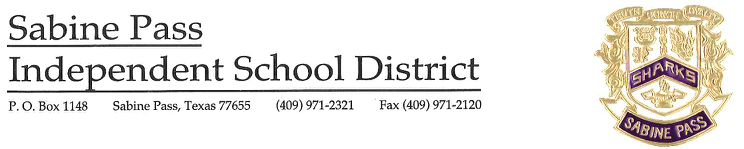 Sabine Pass
Independent School District
P. O. Box 1148 Sabine Pass, Texas 77655 (409) 971-2321 Fax (409) 971-2120
SHARKS
SABINE PASS